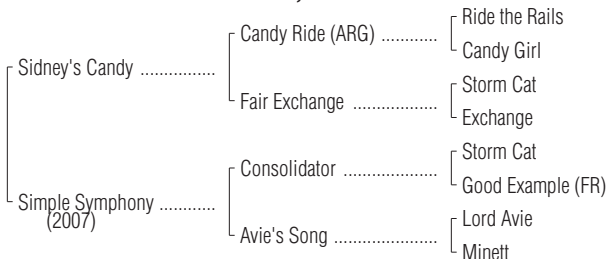 Ride the Rails
Candy Ride (ARG) ............
Candy Girl
Sidney's Candy ................
Storm Cat
Fair Exchange ..................
Exchange
Storm Cat
Consolidator ....................
Good Example (FR)
Simple Symphony ............
(2007)
Lord Avie
Avie's Song ......................
Minett